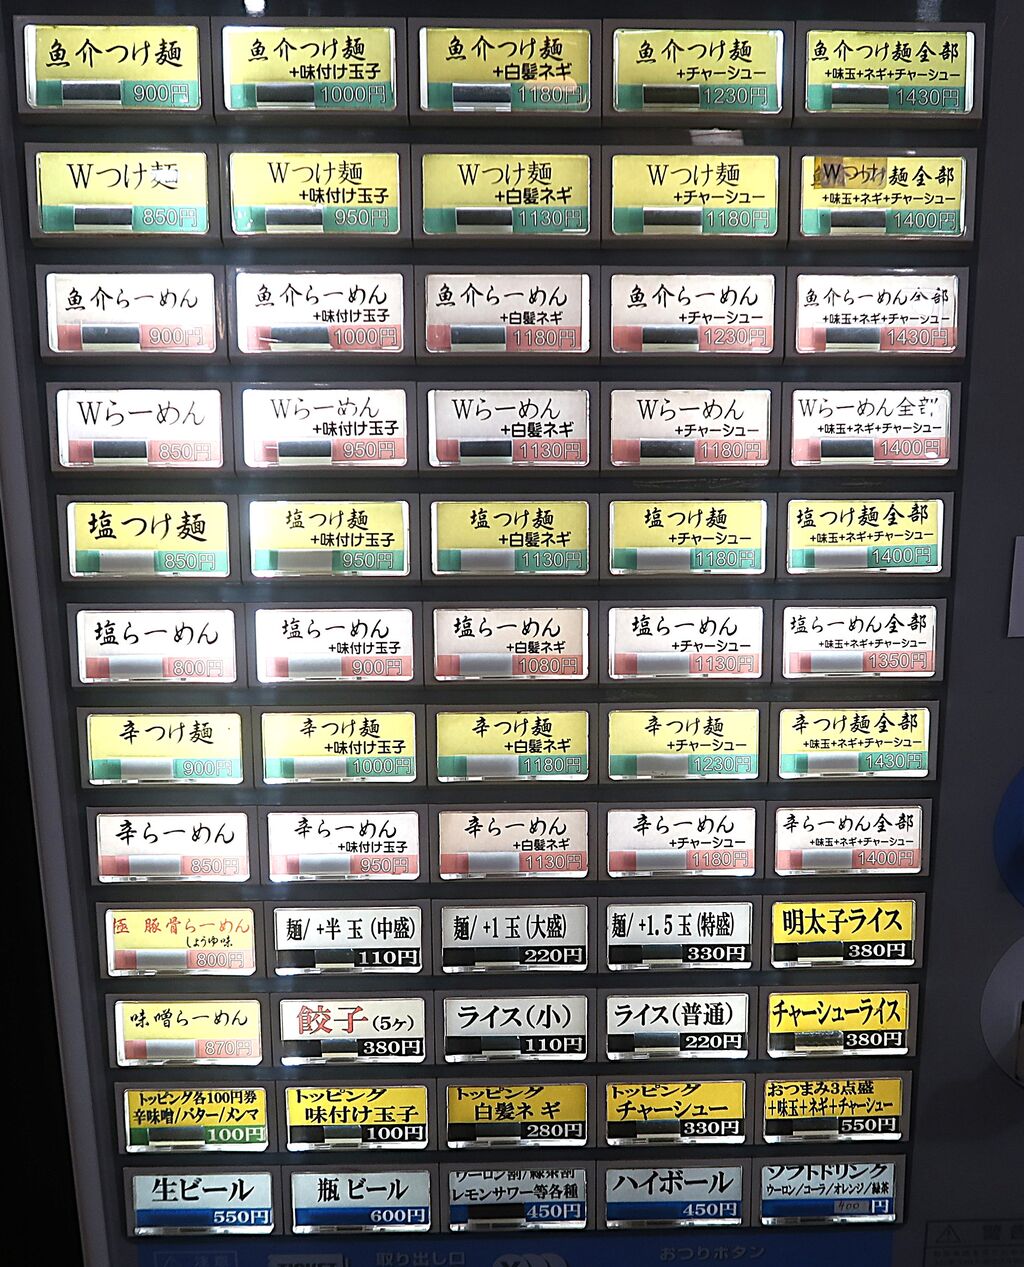 魚介つけ麺
900円
魚介つけ麺
+味付け玉子
1000円
魚介つけ麺
+白髪ネギ
1180円
魚介つけ麺
+チャーシュー
1230円
魚介つけ麺全部
+味玉+ネギ+チャーシュー
1430円
Wつけ麺
850円
Wつけ麺
+味付け玉子
950円
Wつけ麺
+白髪ネギ
1130円
Wつけ麺
+チャーシュー
1180円
Wつけ麺全部
+味玉+ネギ+チャーシュー
1400円
魚介らーめん
900円
魚介らーめん
+味付け玉子
1000円
魚介らーめん
+白髪ネギ
1180円
魚介らーめん
+チャーシュー
1230円
魚介らーめん全部
+味玉+ネギ+チャーシュー
1430円
Wらーめん
850円
Wらーめん
+味付け玉子
950円
Wらーめん
+白髪ネギ
1130円
Wらーめん
+チャーシュー
1180円
Wらーめん全部
+味玉+ネギ+チャーシュー
1400円
塩つけ麺
850円
塩つけ麺
+味付け玉子
950円
塩つけ麺
+白髪ネギ
1130円
塩つけ麺
+チャーシュー
1180円
塩つけ麺全部
+味玉+ネギ+チャーシュー
1400円
塩らーめん
800円
塩らーめん
+味付け玉子
900円
塩らーめん
+白髪ネギ
1080円
塩らーめん
+チャーシュー
1130円
塩らーめん全部
+味玉+ネギ+チャーシュー
1350円
辛つけ麺
900円
辛つけ麺
+味付け玉子
1000円
辛つけ麺
+白髪ネギ
1180円
辛つけ麺
+チャーシュー
1230円
辛つけ麺全部
+味玉+ネギ+チャーシュー
1430円
辛らーめん
850円
辛らーめん
+味付け玉子
950円
辛らーめん
+白髪ネギ
1130円
辛らーめん
+チャーシュー
1180円
辛らーめん全部
+味玉+ネギ+チャーシュー
1400円
極 豚骨らーめん
しょうゆ味
800円
麺/+半玉(中盛)
110円
麺/+1玉(大盛)
220円
麺/+1.5玉(特盛)
330円
明太子ライス
380円
味噌らーめん
870円
餃子(5ヶ)
380円
ライス(小)
110円
ライス(普通)
220円
チャーシューライス
380円
トッピング各100円券
辛味噌/バター/メンマ
100円
トッピング
味付け玉子
100円
トッピング
白髪ネギ
280円
トッピング
チャーシュー
330円
おつまみ3点盛
+味玉+ネギ+チャーシュー
550円
生ビール
550円
瓶ビール
600円
ウーロン割/緑茶割
レモンサワー等各種
450円
ハイボール
450円
ソフトドリンク
ウーロン/コーラ/オレンジ/緑茶
400円
取り出し口
おつりボタン